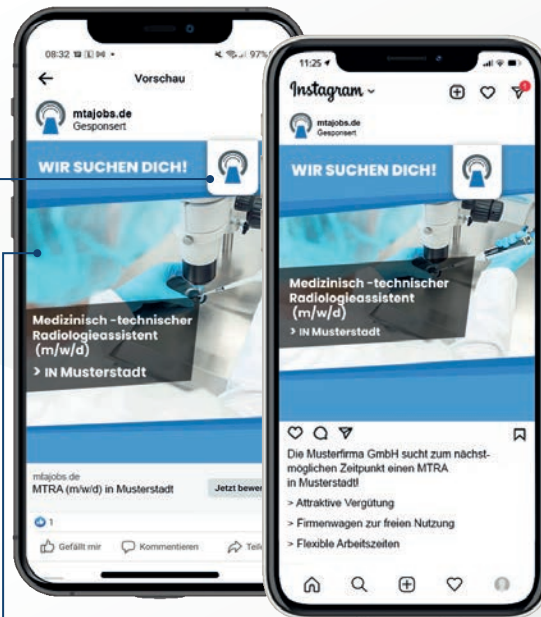 08:32
97%
Vorschau
mtajobs.de
Gesponsert
WIR SUCHEN DICH!
Medizinisch -technischer
Radiologieassistent
(m/w/d)
> IN Musterstadt
mtajobs.de
MTRA (m/w/d) in Musterstadt
Jetzt bewer
1
Gefällt mir
Kommentieren
Teile
11:25
Instagram
mtajobs.de
Gesponsert
WIR SUCHEN DICH!
Medizinisch -technischer
Radiologieassistent
(m/w/d)
> IN Musterstadt
Die Musterfirma GmbH sucht zum nächst-
möglichen Zeitpunkt einen MTRA
in Musterstadt!
> Attraktive Vergütung
> Firmenwagen zur freien Nutzung
> Flexible Arbeitszeiten